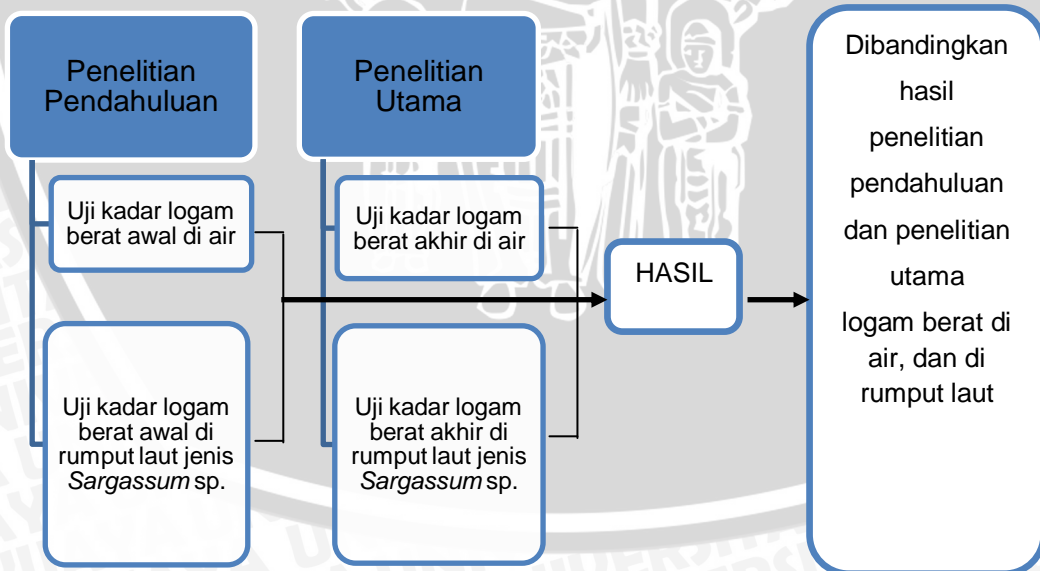 Penelitian
Pendahuluan
Uji kadar logam
berat awal di air
Uji kadar logam
berat awal di
rumput laut jenis
Sargassum sp.
Penelitian
Utama
Uji kadar logam
berat akhir di air
Uji kadar logam
berat akhir di
rumput laut jenis
Sargassum sp.
HASIL
Dibandingkan
hasil
penelitian
pendahuluan
dan penelitian
utama
logam berat di
air, dan di
rumput laut